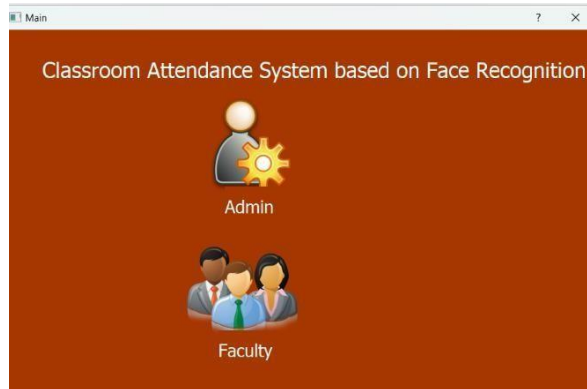 Main
Classroom Attendance System based on Face Recognition
Admin
Faculty